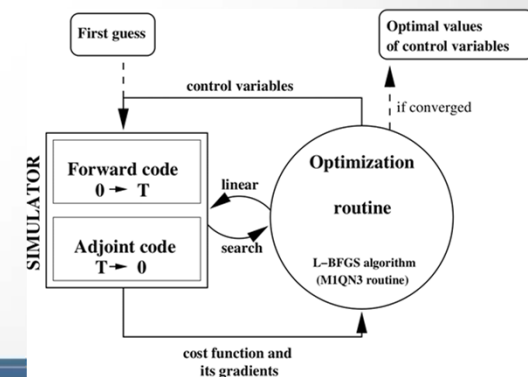 First guess
Optimal values
of control variables
control variables
if converged
SIMULATOR
Forward code
0 → T
Adjoint code
T → 0
linear
search
Optimization
routine
L−BFGS algorithm
(M1QN3 routine)
cost function and
its gradients